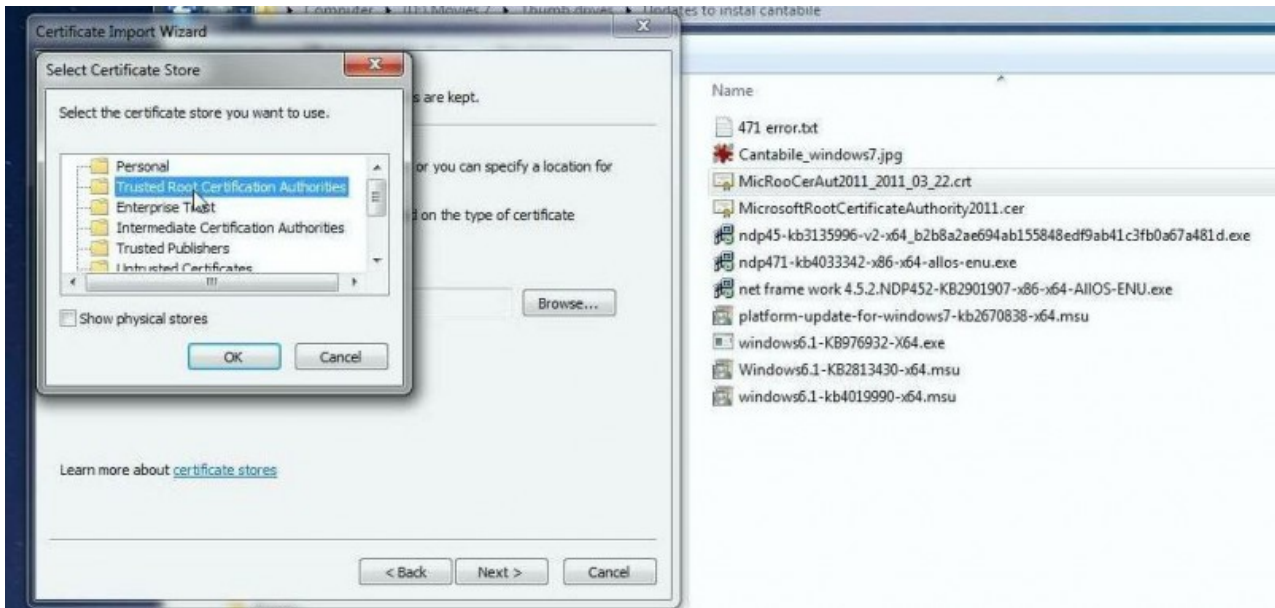 Computer ▸ (D:) Movies 7 ▸ Thumb drives ▸ Updates to instal cantabile
Certificate Import Wizard
Select Certificate Store
Select the certificate store you want to use.
Personal
Trusted Root Certification Authorities
Enterprise Trust
Intermediate Certification Authorities
Trusted Publishers
Untrusted Certificates
Show physical stores
OK
Cancel
s are kept.
or you can specify a location for
d on the type of certificate
Browse...
Learn more about certificate stores
< Back
Next >
Cancel
Name
471 error.txt
Cantabile_windows7.jpg
MicRooCerAut2011_2011_03_22.crt
MicrosoftRootCertificateAuthority2011.cer
ndp45-kb3135996-v2-x64_b2b8a2ae694ab155848edf9ab41c3fb0a67a481d.exe
ndp471-kb4033342-x86-x64-allos-enu.exe
net frame work 4.5.2.NDP452-KB2901907-x86-x64-AllOS-ENU.exe
platform-update-for-windows7-kb2670838-x64.msu
windows6.1-KB976932-X64.exe
Windows6.1-KB2813430-x64.msu
windows6.1-kb4019990-x64.msu